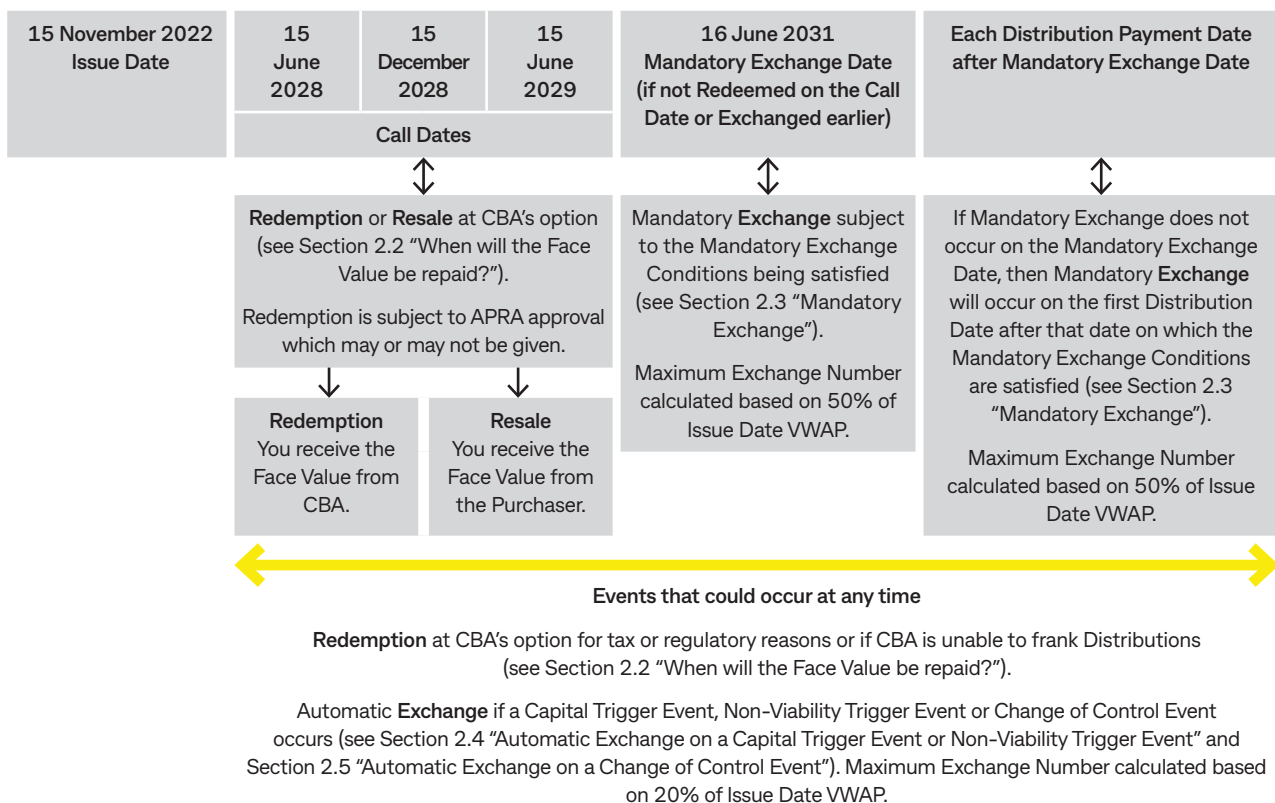 15 November 2022
Issue Date
15
June
2028
15
December
2028
15
June
2029
Call Dates
16 June 2031
Mandatory Exchange Date
(if not Redeemed on the Call
Date or Exchanged earlier)
Each Distribution Payment Date
after Mandatory Exchange Date
Redemption or Resale at CBA's option
(see Section 2.2 “When will the Face
Value be repaid?”).
Redemption is subject to APRA approval
which may or may not be given.
Redemption
You receive the
Face Value from
CBA.
Resale
You receive the
Face Value from
the Purchaser.
Mandatory Exchange subject
to the Mandatory Exchange
Conditions being satisfied
(see Section 2.3 “Mandatory
Exchange”).
Maximum Exchange Number
calculated based on 50% of
Issue Date VWAP.
If Mandatory Exchange does not
occur on the Mandatory Exchange
Date, then Mandatory Exchange
will occur on the first Distribution
Date after that date on which the
Mandatory Exchange Conditions
are satisfied (see Section 2.3
“Mandatory Exchange”).
Maximum Exchange Number
calculated based on 50% of Issue
Date VWAP.
Events that could occur at any time
Redemption at CBA's option for tax or regulatory reasons or if CBA is unable to frank Distributions
(see Section 2.2 “When will the Face Value be repaid?”).
Automatic Exchange if a Capital Trigger Event, Non-Viability Trigger Event or Change of Control Event
occurs (see Section 2.4 “Automatic Exchange on a Capital Trigger Event or Non-Viability Trigger Event” and
Section 2.5 “Automatic Exchange on a Change of Control Event”). Maximum Exchange Number calculated based
on 20% of Issue Date VWAP.